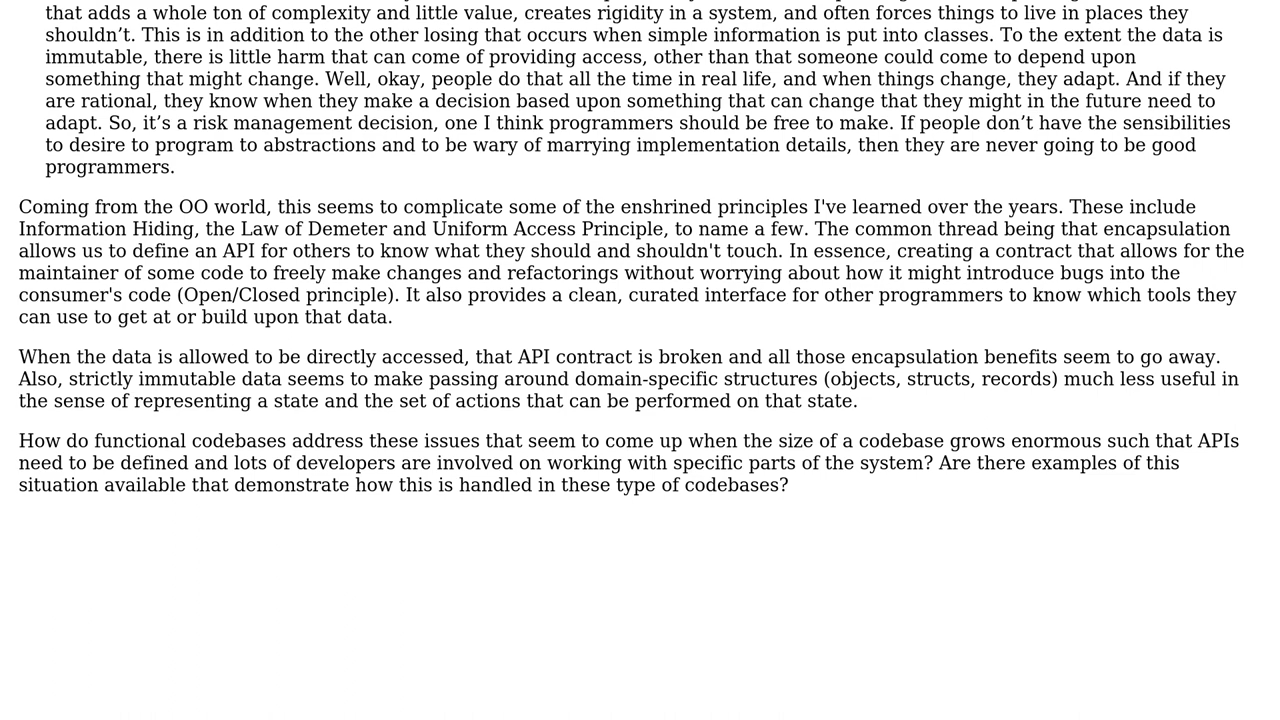 that adds a whole ton of complexity and little value, creates rigidity in a system, and often forces things to live in places they
shouldn’t. This is in addition to the other losing that occurs when simple information is put into classes. To the extent the data is
immutable, there is little harm that can come of providing access, other than that someone could come to depend upon
something that might change. Well, okay, people do that all the time in real life, and when things change, they adapt. And if they
are rational, they know when they make a decision based upon something that can change that they might in the future need to
adapt. So, it’s a risk management decision, one I think programmers should be free to make. If people don’t have the sensibilities
to desire to program to abstractions and to be wary of marrying implementation details, then they are never going to be good
programmers.
Coming from the OO world, this seems to complicate some of the enshrined principles I've learned over the years. These include
Information Hiding, the Law of Demeter and Uniform Access Principle, to name a few. The common thread being that encapsulation
allows us to define an API for others to know what they should and shouldn't touch. In essence, creating a contract that allows for the
maintainer of some code to freely make changes and refactorings without worrying about how it might introduce bugs into the
consumer's code (Open/Closed principle). It also provides a clean, curated interface for other programmers to know which tools they
can use to get at or build upon that data.
When the data is allowed to be directly accessed, that API contract is broken and all those encapsulation benefits seem to go away.
Also, strictly immutable data seems to make passing around domain-specific structures (objects, structs, records) much less useful in
the sense of representing a state and the set of actions that can be performed on that state.
How do functional codebases address these issues that seem to come up when the size of a codebase grows enormous such that APIs
need to be defined and lots of developers are involved on working with specific parts of the system? Are there examples of this
situation available that demonstrate how this is handled in these type of codebases?